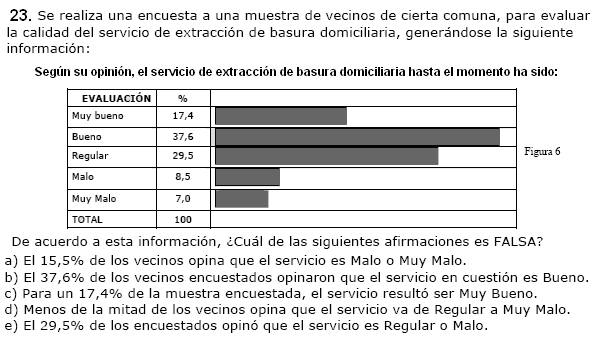 23. Se realiza una encuesta a una muestra de vecinos de cierta comuna, para evaluar
la calidad del servicio de extracción de basura domiciliaria, generándose la siguiente
información:
Según su opinión, el servicio de extracción de basura domiciliaria hasta el momento ha sido:
EVALUACIÓN %
Muy bueno 17,4
Bueno 37,6
Regular 29,5
Malo 8,5
Muy Malo 7,0
TOTAL 100
Figura 6
De acuerdo a esta información, ¿Cuál de las siguientes afirmaciones es FALSA?
a) El 15,5% de los vecinos opina que el servicio es Malo o Muy Malo.
b) El 37,6% de los vecinos encuestados opinaron que el servicio en cuestión es Bueno.
c) Para un 17,4% de la muestra encuestada, el servicio resultó ser Muy Bueno.
d) Menos de la mitad de los vecinos opina que el servicio va de Regular a Muy Malo.
e) El 29,5% de los encuestados opinó que el servicio es Regular o Malo.